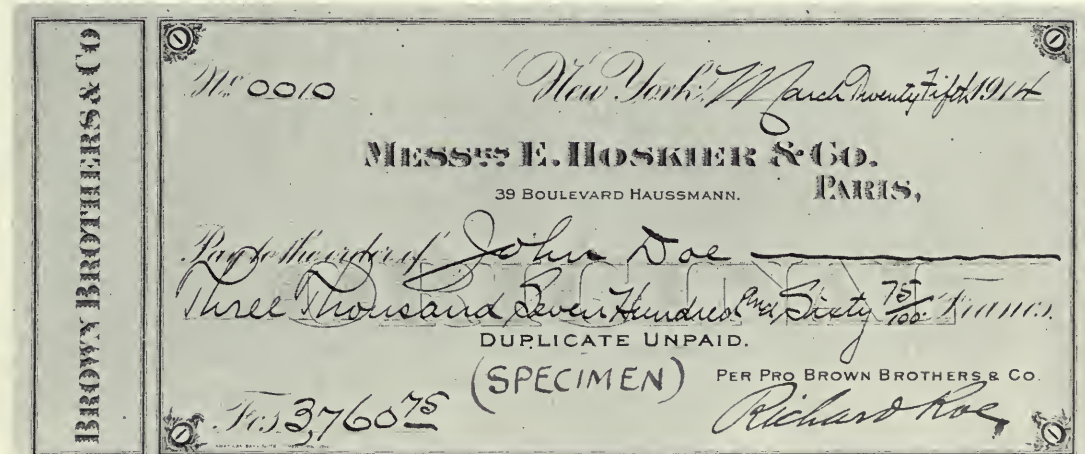 BROWN BROTHERS & CO
No. 0010 New York, March Twenty Fifth 1914
MESSRS E. HOSKIER & CO.
39 BOULEVARD HAUSSMANN. PARIS,
Pay to the order of John Doe
ORIGINAL
Three Thousand Seven Hundred and Sixty 75/100 Francs.
DUPLICATE UNPAID.
(SPECIMEN) PER PRO BROWN BROTHERS & CO.
Fcs 3,760 75 Richard Roe